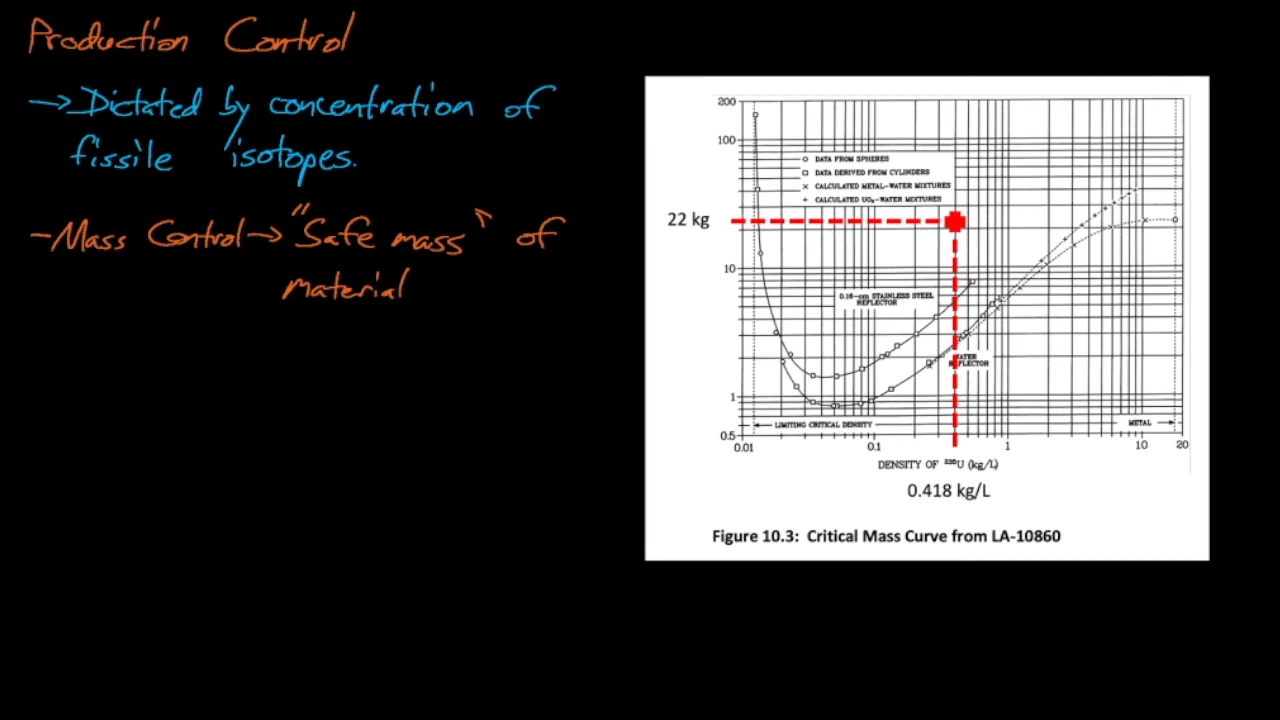 Production Control
→ Dictated by concentration of
fissile isotopes.
- Mass Control → "Safe mass" of
material
200
100
10
1
0.5
22 kg
○ DATA FROM SPHERES
□ DATA DERIVED FROM CYLINDERS
× CALCULATED METAL-WATER MIXTURES
+ CALCULATED UO₂-WATER MIXTURES
0.16-cm STAINLESS STEEL
REFLECTOR
WATER
REFLECTOR
LIMITING CRITICAL DENSITY
METAL
0.01 0.1 1 10 20
DENSITY OF ²³⁵U (kg/L)
0.418 kg/L
Figure 10.3: Critical Mass Curve from LA-10860